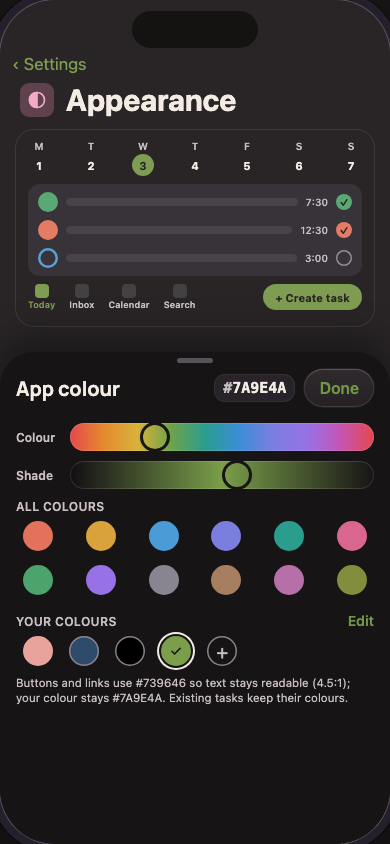 ‹ Settings
Appearance
M T W T F S S
1 2 3 4 5 6 7
7:30
12:30
3:00
Today Inbox Calendar Search
+ Create task
App colour #7A9E4A Done
Colour
Shade
ALL COLOURS
YOUR COLOURS Edit
+
Buttons and links use #739646 so text stays readable (4.5:1);
your colour stays #7A9E4A. Existing tasks keep their colours.